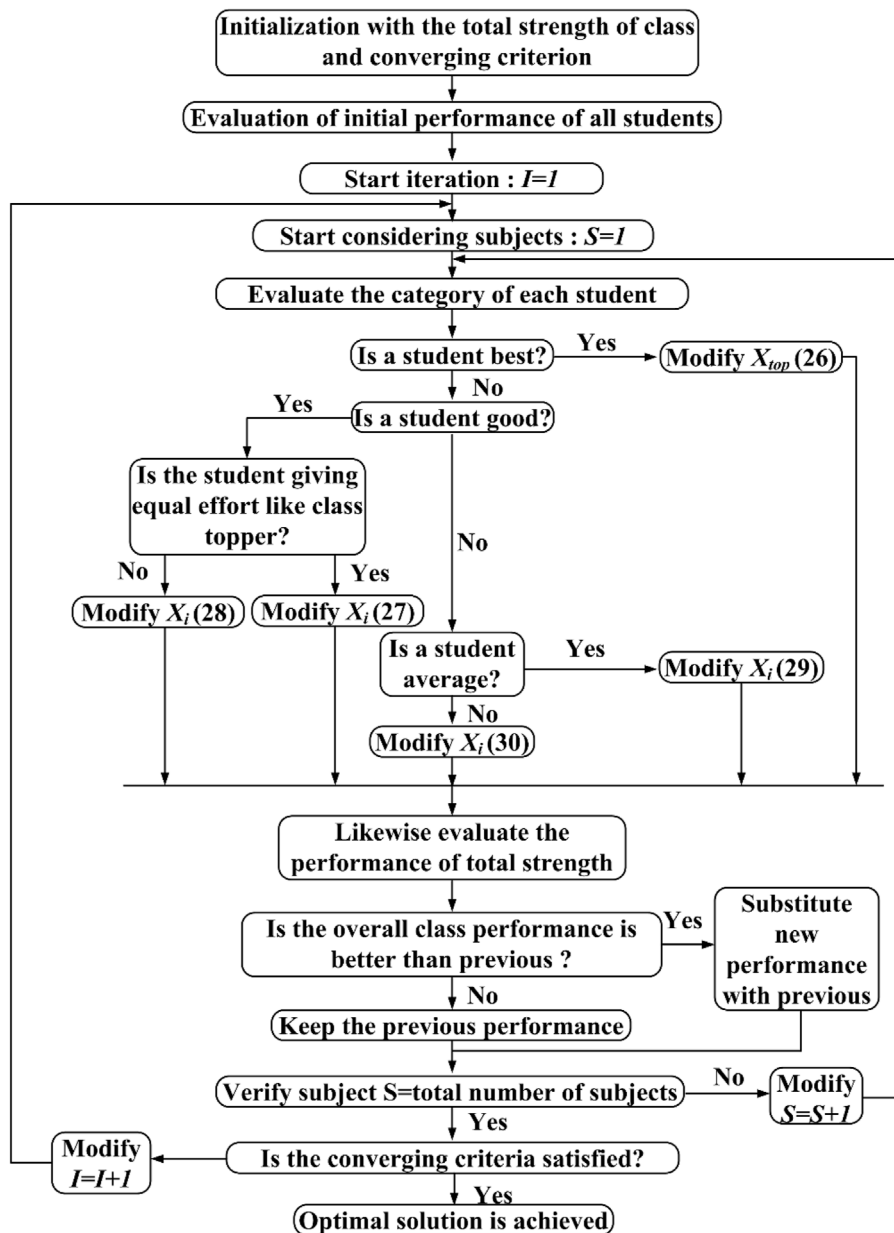 Initialization with the total strength of class
and converging criterion
Evaluation of initial performance of all students
Start iteration : I=1
Start considering subjects : S=1
Evaluate the category of each student
Is a student best?
Yes
Modify Xtop (26)
No
Yes
Is a student good?
Is the student giving
equal effort like class
topper?
No
No
Yes
Modify Xi (28)
Modify Xi (27)
Is a student
average?
Yes
Modify Xi (29)
No
Modify Xi (30)
Likewise evaluate the
performance of total strength
Is the overall class performance is
better than previous ?
Yes
Substitute
new
performance
with previous
No
Keep the previous performance
Verify subject S=total number of subjects
No
Modify
S=S+1
Yes
Is the converging criteria satisfied?
Modify
I=I+1
Yes
Optimal solution is achieved